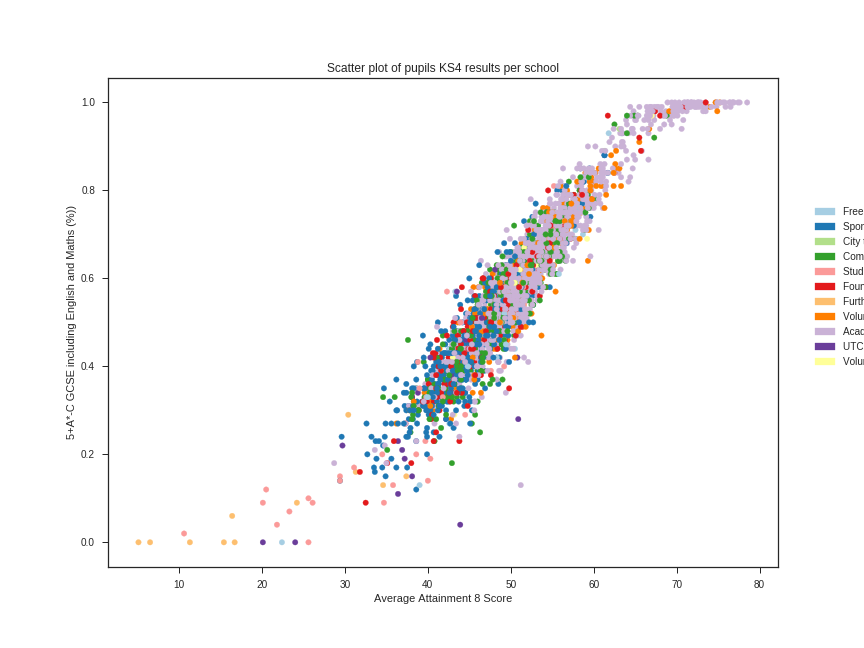 Scatter plot of pupils KS4 results per school
5+A*-C GCSE including English and Maths (%))
1.0
0.8
0.6
0.4
0.2
0.0
10 20 30 40 50 60 70 80
Average Attainment 8 Score
Free
Spor
City
Com
Stud
Foun
Furth
Volu
Acad
UTC
Volu